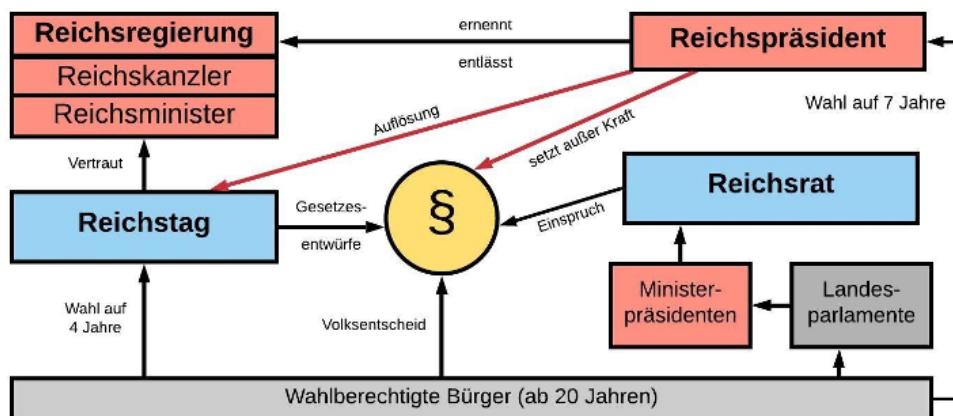 Reichsregierung
Reichskanzler
Reichsminister
ernennt
entlässt
Reichspräsident
Wahl auf 7 Jahre
Auflösung
setzt außer Kraft
Vertraut
Reichstag
Gesetzes-
entwürfe
§
Einspruch
Reichsrat
Minister-
präsidenten
Landes-
parlamente
Wahl auf
4 Jahre
Volksentscheid
Wahlberechtigte Bürger (ab 20 Jahren)